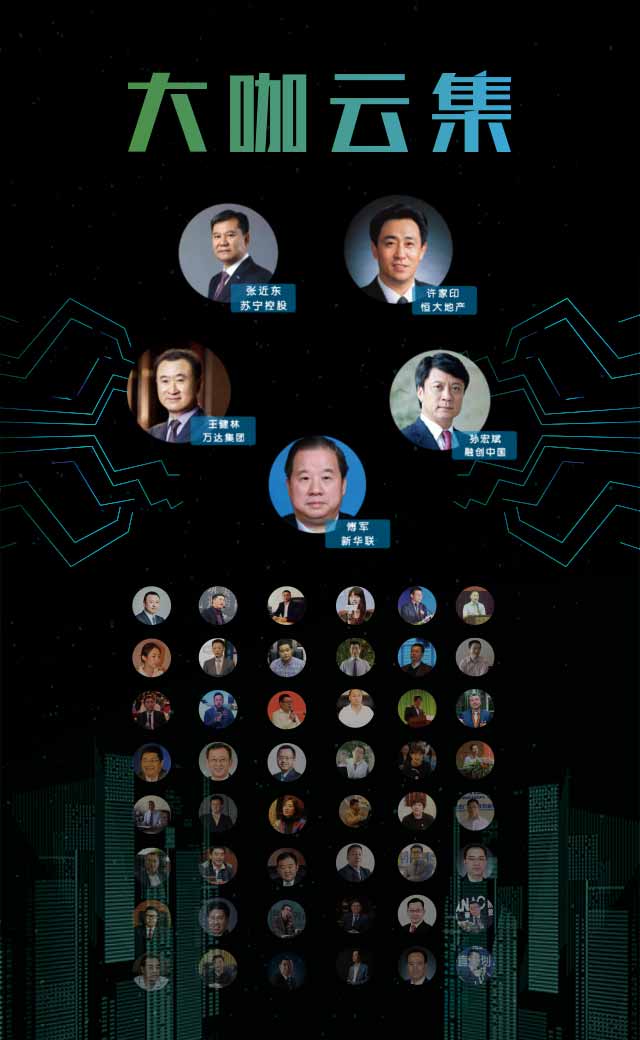 大咖云集
张近东
苏宁控股
许家印
恒大地产
王健林
万达集团
孙宏斌
融创中国
傅军
新华联